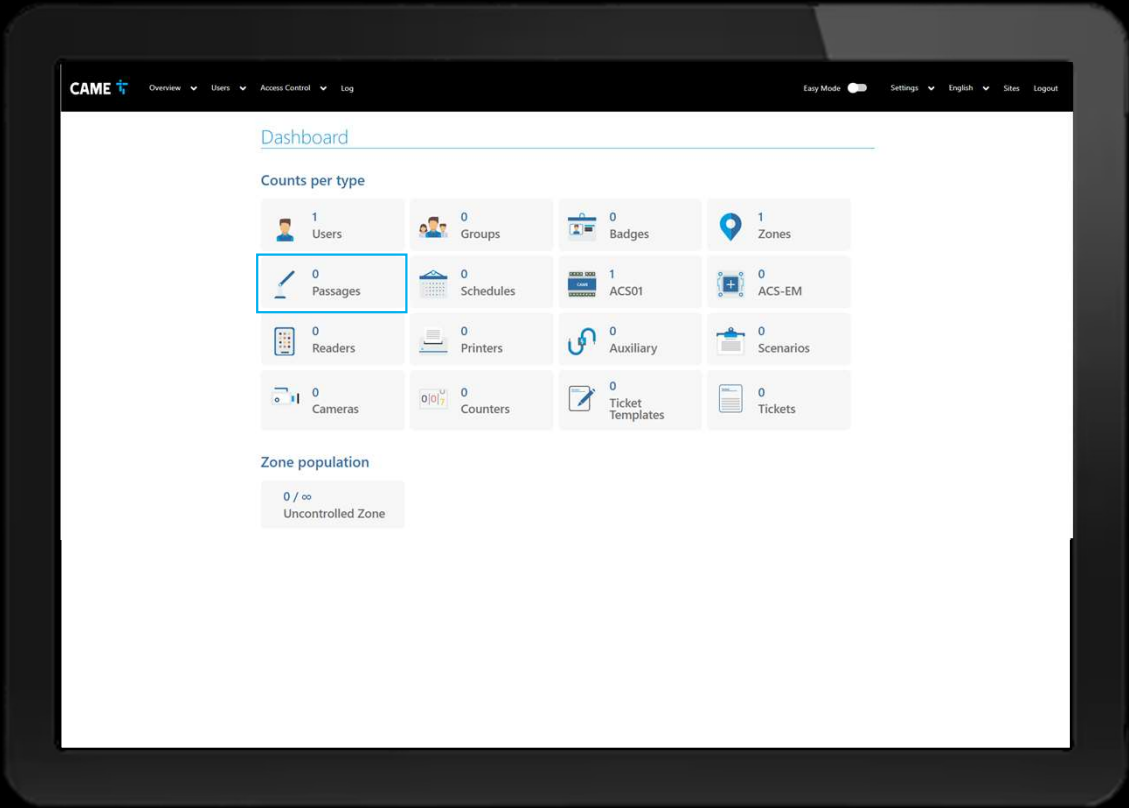 CAME
Overview Users Access Control Log Easy Mode Settings English Sites Logout
Dashboard
Counts per type
1
Users
0
Groups
0
Badges
1
Zones
0
Passages
0
Schedules
CAME
1
ACS01
0
ACS-EM
0
Readers
0
Printers
0
Auxiliary
0
Scenarios
0
Cameras
0
Counters
0
Ticket
Templates
0
Tickets
Zone population
0 / ∞
Uncontrolled Zone